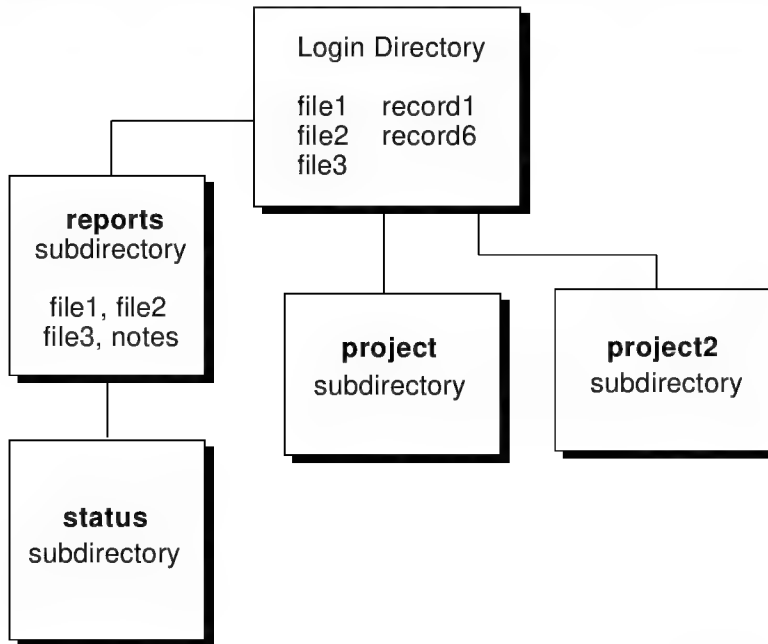 Login Directory
file1 record1
file2 record6
file3
reports
subdirectory
file1, file2
file3, notes
project
subdirectory
project2
subdirectory
status
subdirectory